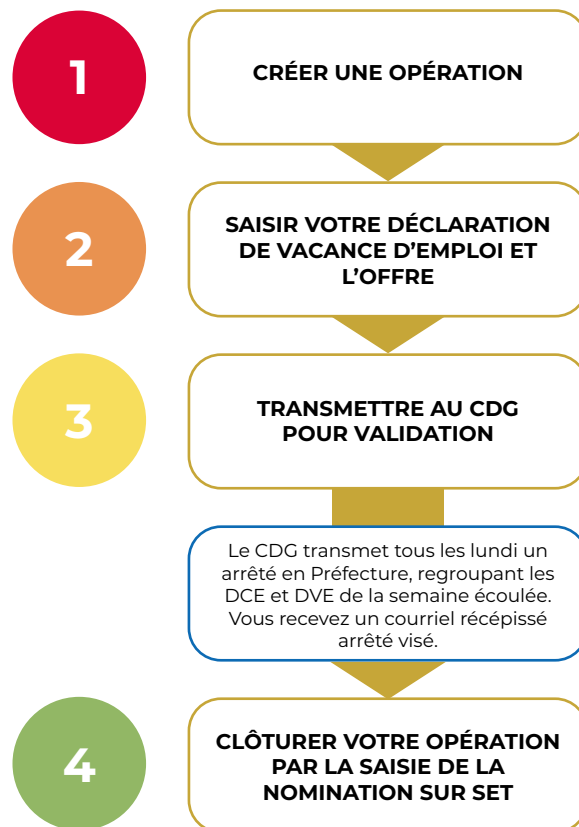 1
CRÉER UNE OPÉRATION
2
SAISIR VOTRE DÉCLARATION
DE VACANCE D'EMPLOI ET
L'OFFRE
3
TRANSMETTRE AU CDG
POUR VALIDATION
Le CDG transmet tous les lundi un
arrêté en Préfecture, regroupant les
DCE et DVE de la semaine écoulée.
Vous recevez un courriel récépissé
arrêté visé.
4
CLÔTURER VOTRE OPÉRATION
PAR LA SAISIE DE LA
NOMINATION SUR SET